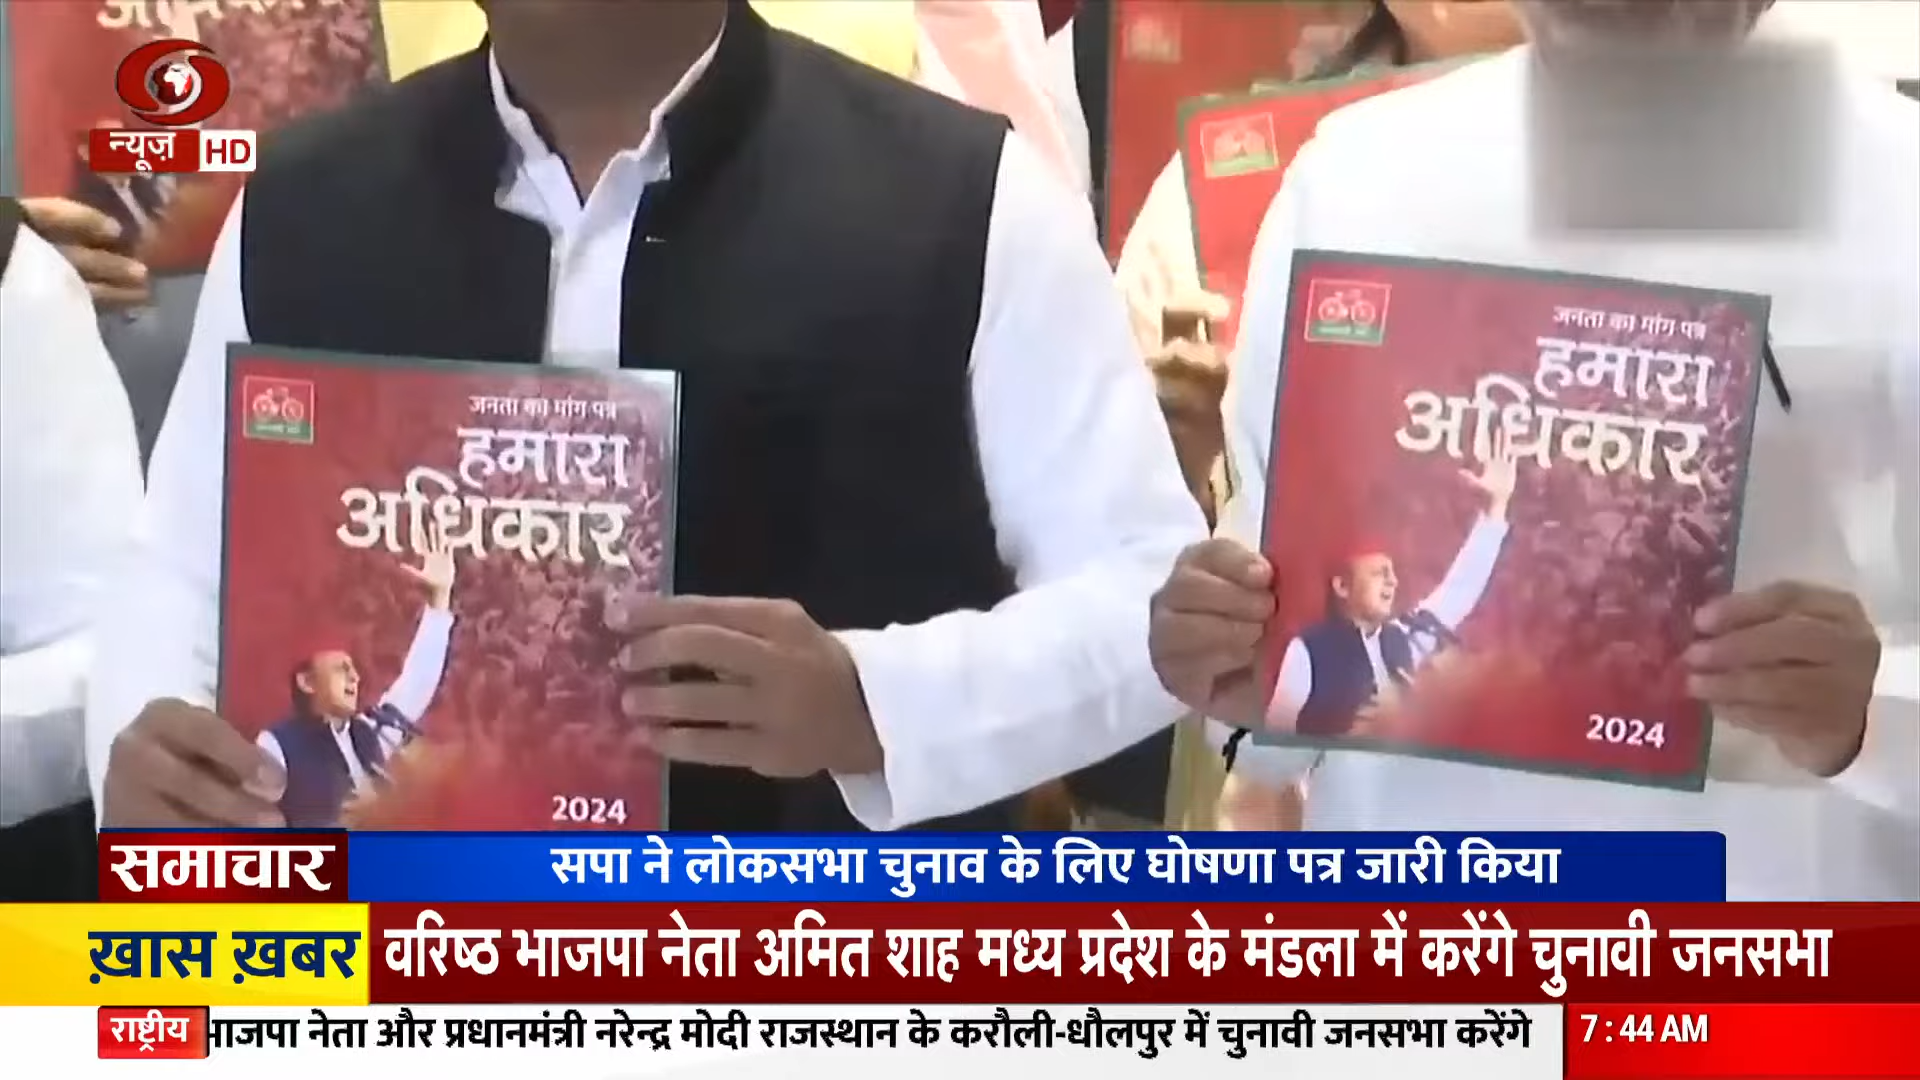 अधिकार
न्यूज़ HD
जनता का मांग पत्र
हमारा
अधिकार
2024
जनता का मांग पत्र
हमारा
अधिकार
2024
समाचार
सपा ने लोकसभा चुनाव के लिए घोषणा पत्र जारी किया
ख़ास ख़बर
वरिष्ठ भाजपा नेता अमित शाह मध्य प्रदेश के मंडला में करेंगे चुनावी जनसभा
राष्ट्रीय
भाजपा नेता और प्रधानमंत्री नरेन्द्र मोदी राजस्थान के करौली-धौलपुर में चुनावी जनसभा करेंगे
7:44 AM